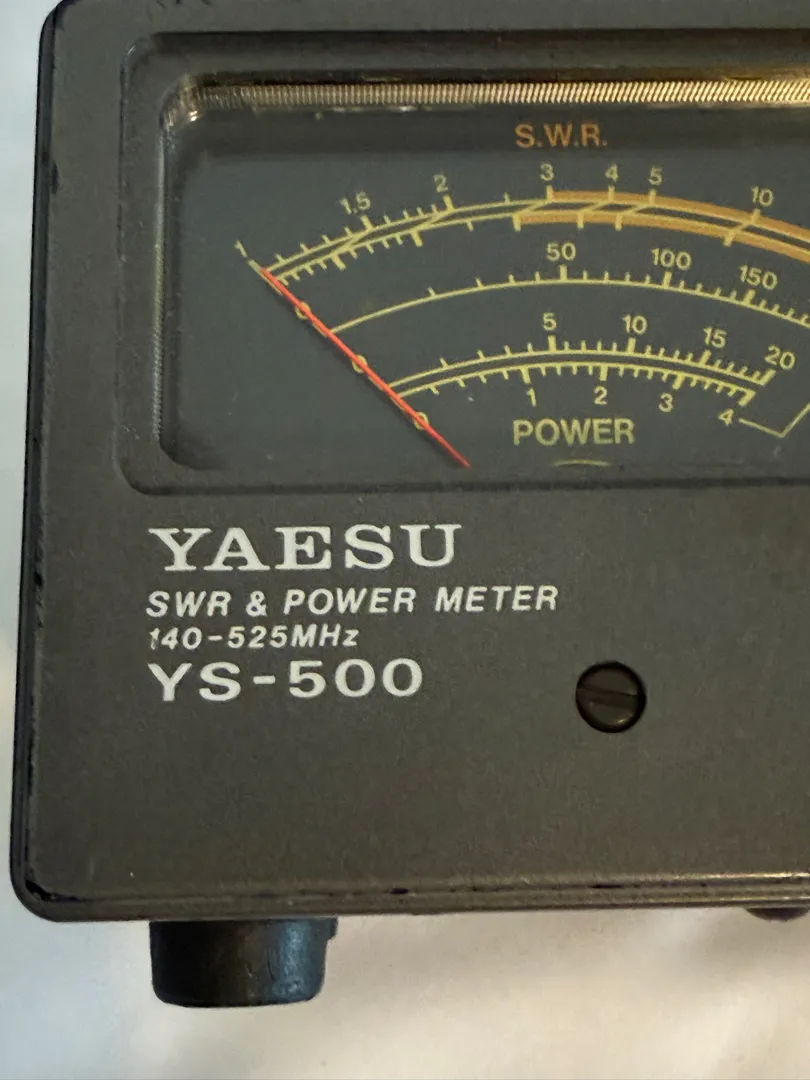 S.W.R.
1 1.5 2 3 4 5 10
50 100 150
5 10 15 20
1 2 3 4
POWER
YAESU
SWR & POWER METER
140-525MHz
YS-500